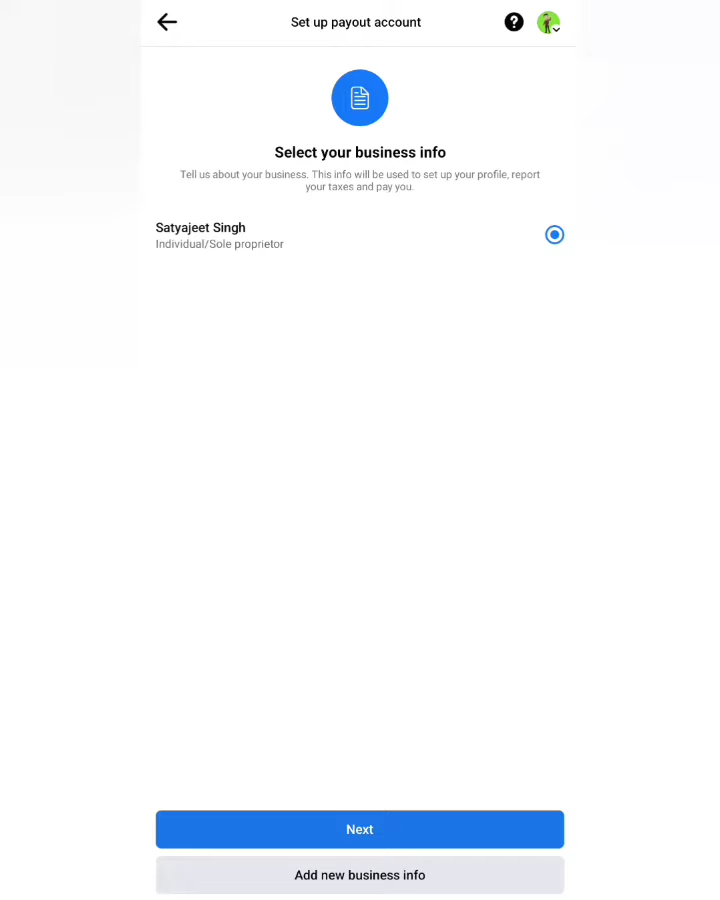 Set up payout account
Select your business info
Tell us about your business. This info will be used to set up your profile, report
your taxes and pay you.
Satyajeet Singh
Individual/Sole proprietor
Next
Add new business info